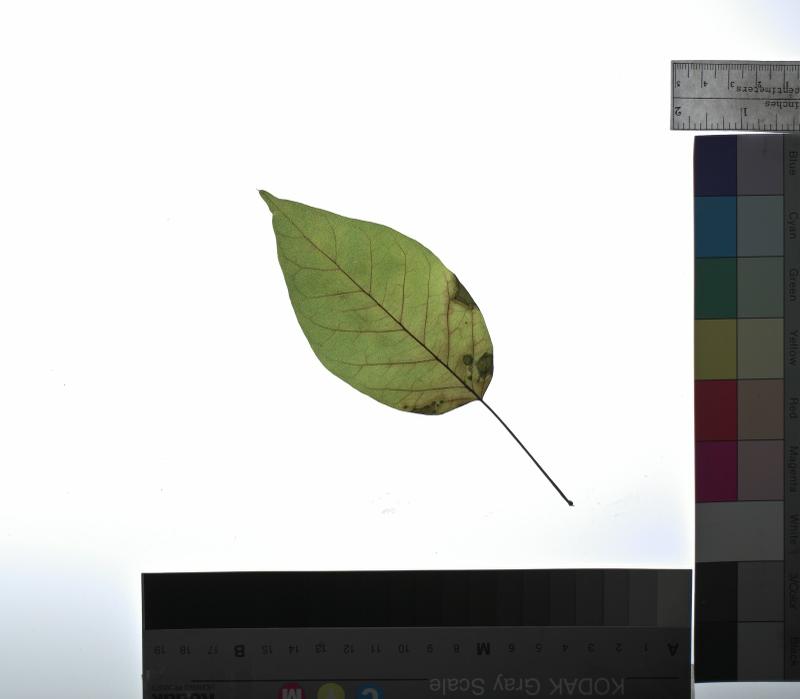 5 4 3 2
centimeters
2 1
inches
Blue
Cyan
Green
Yellow
Red
Magenta
White
3/Color
Black
A 1 2 3 4 5 6 M 8 9 10 11 12 13 14 15 B 17 18 19
KODAK Gray Scale
C Y M
Kodak